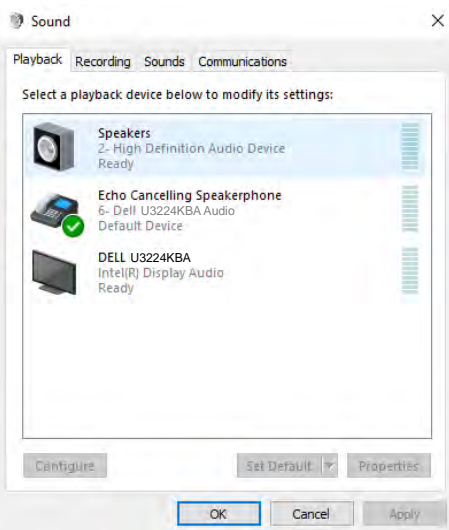 Sound
Playback Recording Sounds Communications
Select a playback device below to modify its settings:
Speakers
2- High Definition Audio Device
Ready
Echo Cancelling Speakerphone
6- Dell U3224KBA Audio
Default Device
DELL U3224KBA
Intel(R) Display Audio
Ready
Configure Set Default Properties
OK Cancel Apply